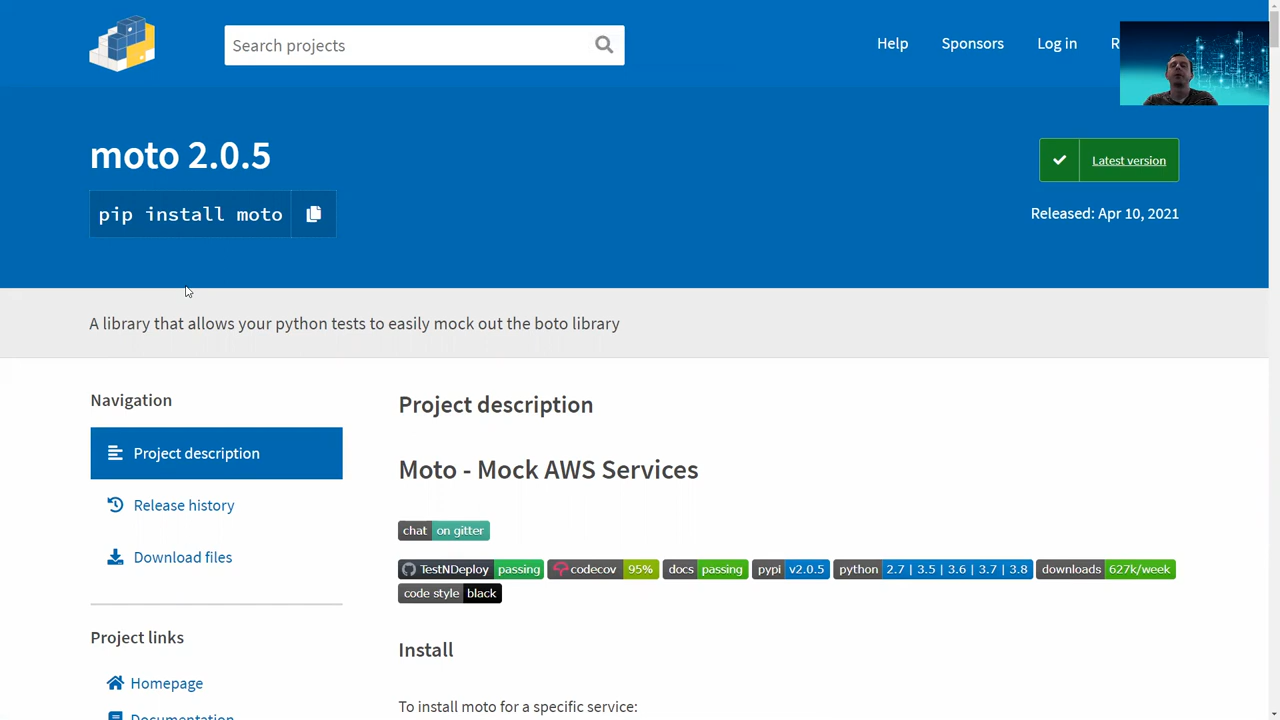 Search projects
Help
Sponsors
Log in
R
moto 2.0.5
pip install moto
Latest version
Released: Apr 10, 2021
A library that allows your python tests to easily mock out the boto library
Navigation
Project description
Release history
Download files
Project links
Homepage
Documentation
Project description
Moto - Mock AWS Services
chat on gitter
TestNDeploy passing codecov 95% docs passing pypi v2.0.5 python 2.7 | 3.5 | 3.6 | 3.7 | 3.8 downloads 627k/week
code style black
Install
To install moto for a specific service: